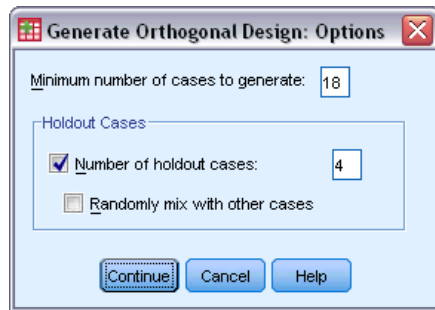 Generate Orthogonal Design: Options
Minimum number of cases to generate: 18
Holdout Cases
Number of holdout cases: 4
Randomly mix with other cases
Continue Cancel Help